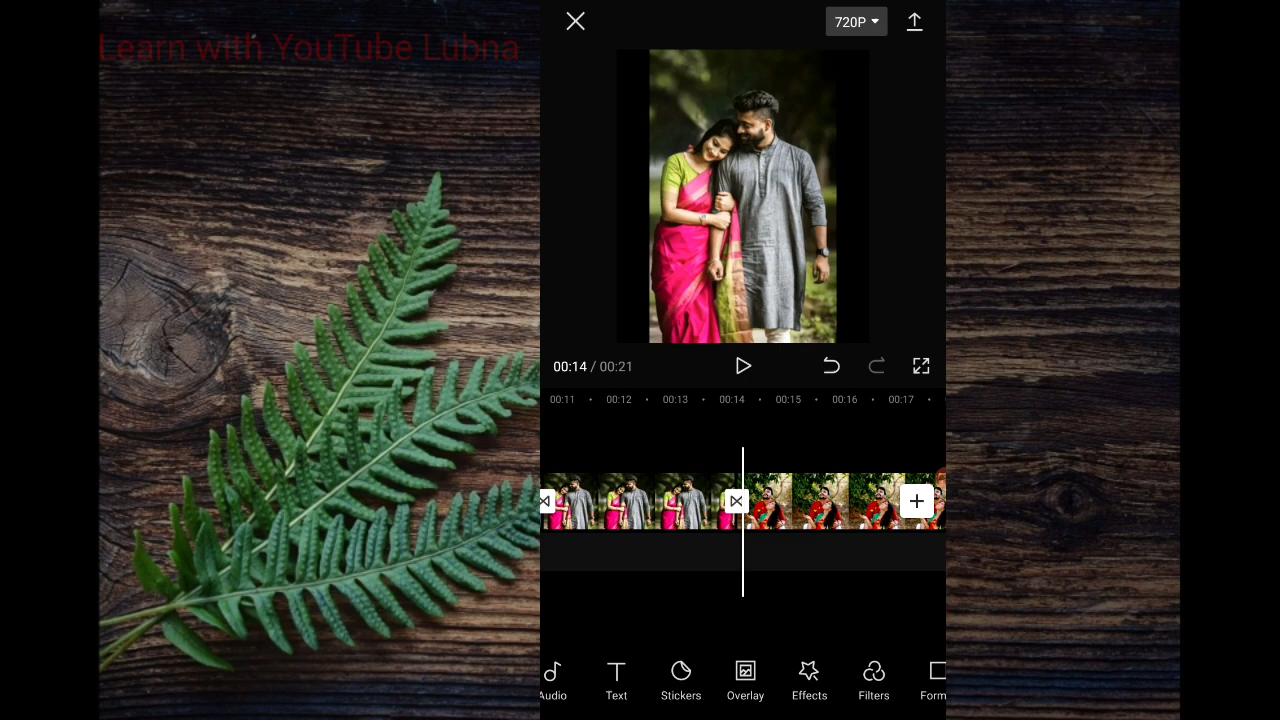 Learn with YouTube Lubna
720P
00:14 / 00:21
00:11 00:12 00:13 00:14 00:15 00:16 00:17
Audio Text Stickers Overlay Effects Filters Form